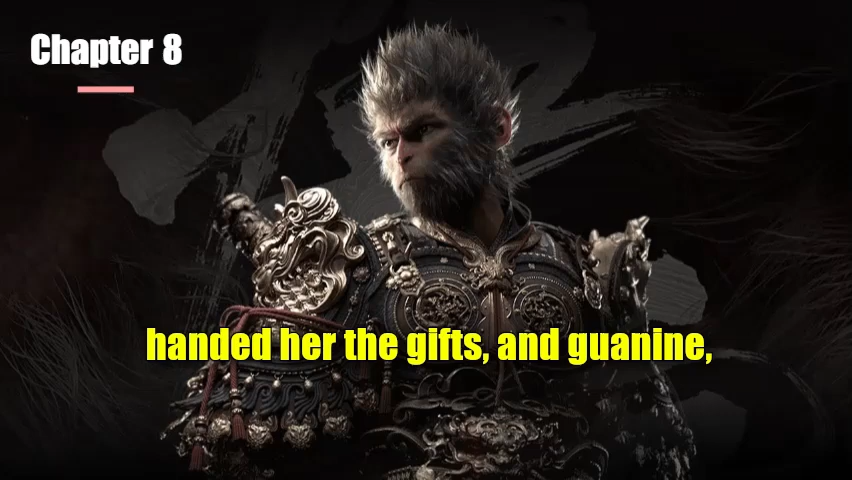 Chapter 8
handed her the gifts, and guanine,